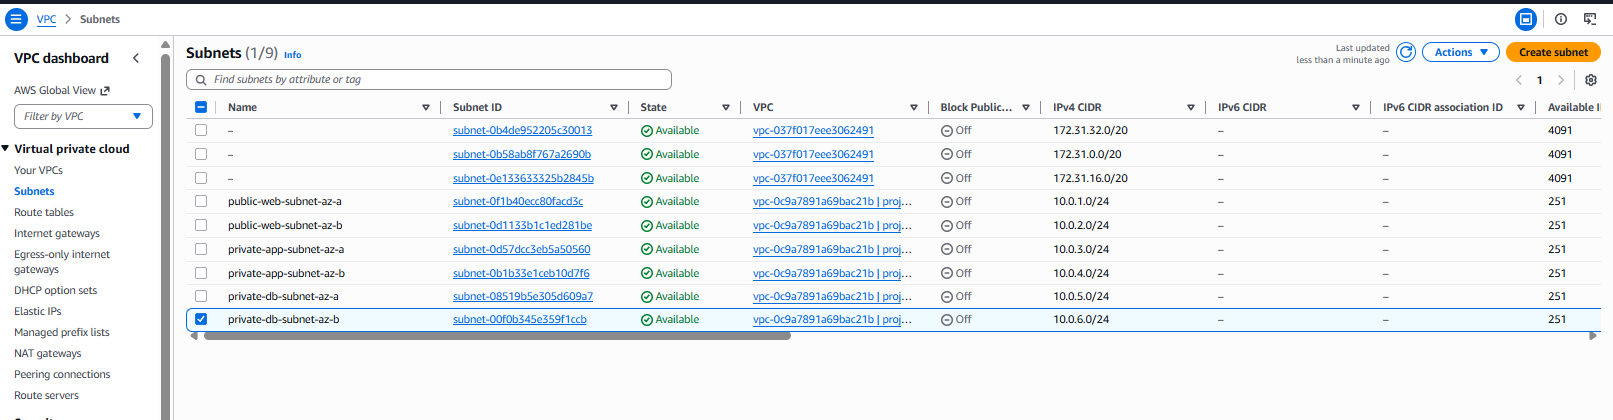 VPC > Subnets
VPC dashboard
AWS Global View
Filter by VPC
Virtual private cloud
Your VPCs
Subnets
Route tables
Internet gateways
Egress-only internet
gateways
DHCP option sets
Elastic IPs
Managed prefix lists
NAT gateways
Peering connections
Route servers
Subnets (1/9) Info
Last updated
less than a minute ago
Actions
Create subnet
Find subnets by attribute or tag
1
Name Subnet ID State VPC Block Public... IPv4 CIDR IPv6 CIDR IPv6 CIDR association ID Available
– subnet-0b4de952205c30013 Available vpc-037f017eee3062491 Off 172.31.32.0/20 – – 4091
– subnet-0b58ab8f767a2690b Available vpc-037f017eee3062491 Off 172.31.0.0/20 – – 4091
– subnet-0e133633325b2845b Available vpc-037f017eee3062491 Off 172.31.16.0/20 – – 4091
public-web-subnet-az-a subnet-0f1b40ecc80facd3c Available vpc-0c9a7891a69bac21b | proj... Off 10.0.1.0/24 – – 251
public-web-subnet-az-b subnet-0d1133b1c1ed281be Available vpc-0c9a7891a69bac21b | proj... Off 10.0.2.0/24 – – 251
private-app-subnet-az-a subnet-0d57dcc3eb5a50560 Available vpc-0c9a7891a69bac21b | proj... Off 10.0.3.0/24 – – 251
private-app-subnet-az-b subnet-0b1b33e1ceb10d7f6 Available vpc-0c9a7891a69bac21b | proj... Off 10.0.4.0/24 – – 251
private-db-subnet-az-a subnet-08519b5e305d609a7 Available vpc-0c9a7891a69bac21b | proj... Off 10.0.5.0/24 – – 251
private-db-subnet-az-b subnet-00f0b345e359f1ccb Available vpc-0c9a7891a69bac21b | proj... Off 10.0.6.0/24 – – 251